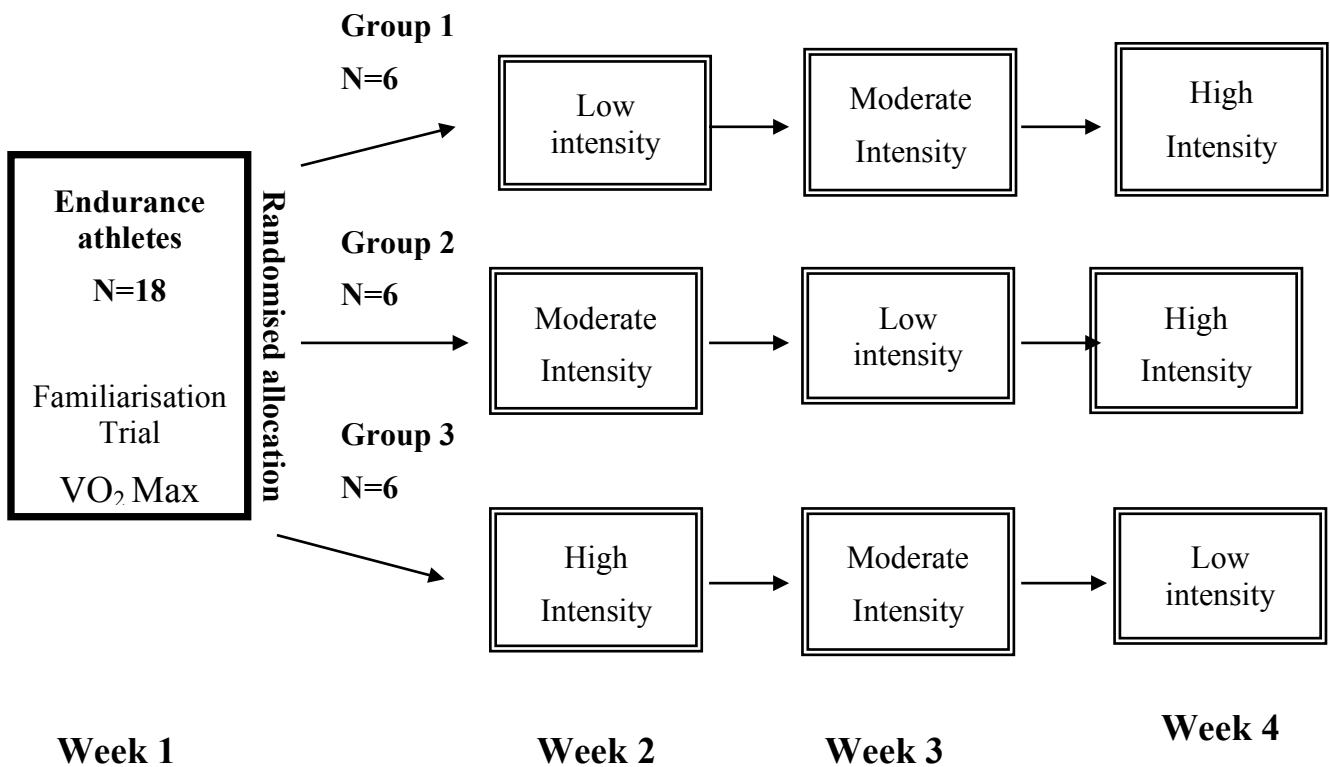 Endurance
athletes
N=18
Familiarisation
Trial
VO₂ Max
Randomised allocation
Group 1
N=6
Low
intensity
Moderate
Intensity
High
Intensity
Group 2
N=6
Moderate
Intensity
Low
intensity
High
Intensity
Group 3
N=6
High
Intensity
Moderate
Intensity
Low
intensity
Week 1
Week 2
Week 3
Week 4